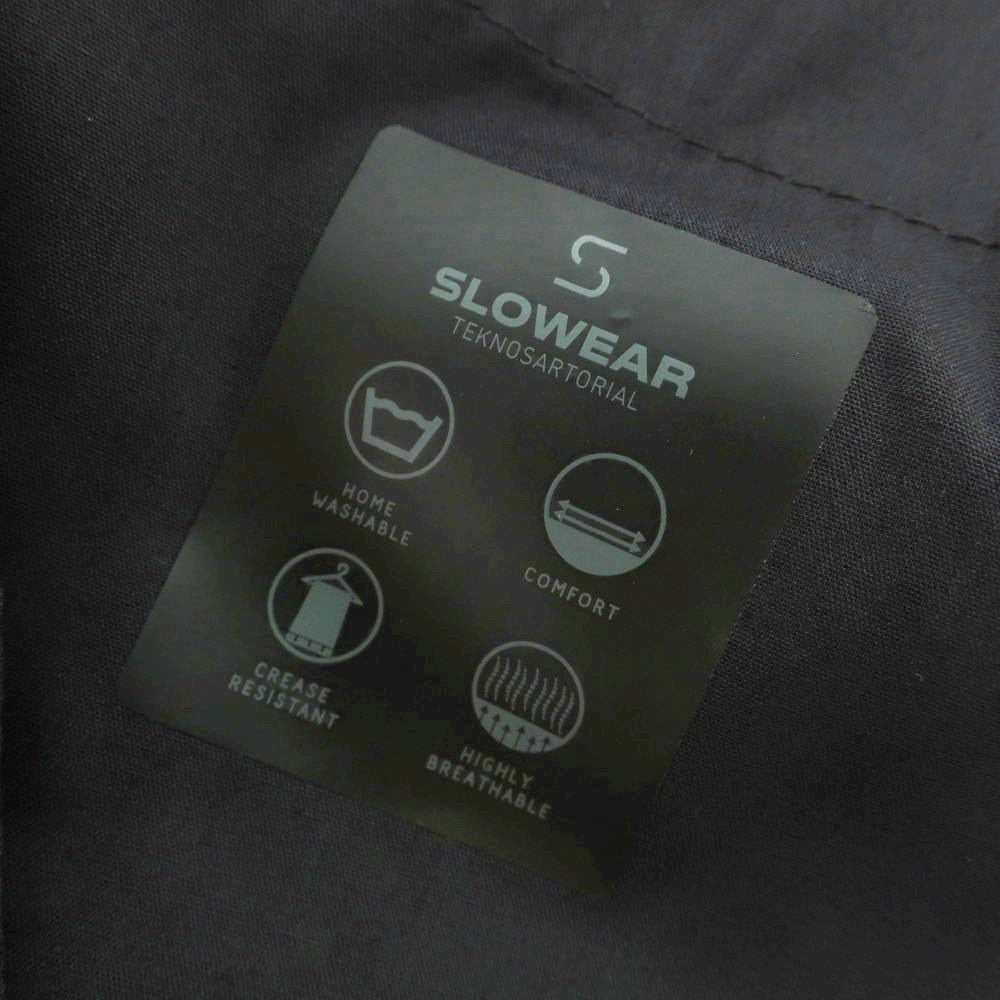 S
SLOWEAR
TEKNOSARTORIAL
HOME
WASHABLE
COMFORT
CREASE
RESISTANT
HIGHLY
BREATHABLE